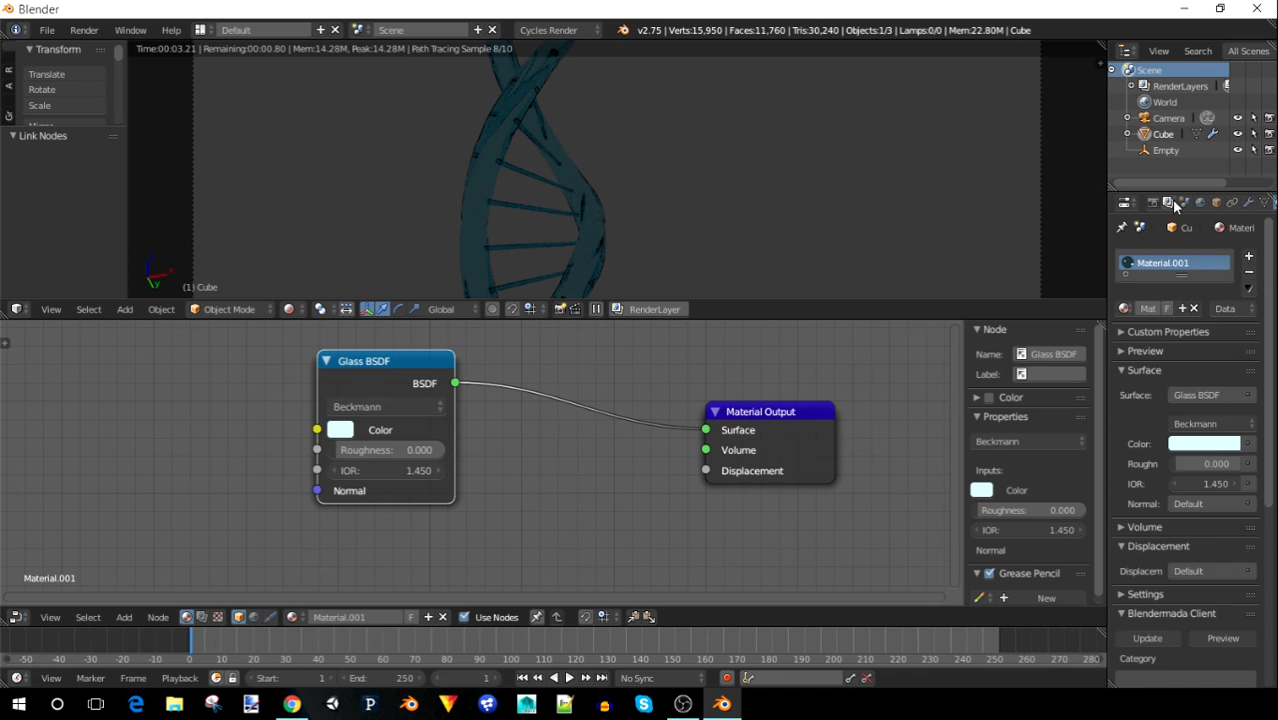 Blender
File Render Window Help Default Scene Cycles Render v2.75 | Verts:15,950 | Faces:11,760 | Tris:30,240 | Objects:1/3 | Lamps:0/0 | Mem:22.80M | Cube
Time:00:03.21 | Remaining:00:00.80 | Mem:14.28M, Peak:14.28M | Path Tracing Sample 8/10
Transform
Translate
Rotate
Scale
Link Nodes
R
A
Gr
(1) Cube
View Select Add Object Object Mode Global RenderLayer
View Search All Scenes
Scene
RenderLayers
World
Camera
Cube
Empty
Cu Materi
Material.001
Mat F Data
Custom Properties
Preview
Surface
Surface: Glass BSDF
Beckmann
Color:
Roughn 0.000
IOR: 1.450
Normal: Default
Volume
Displacement
Displacem Default
Settings
Blendermada Client
Update Preview
Category
Glass BSDF
BSDF
Beckmann
Color
Roughness: 0.000
IOR: 1.450
Normal
Material Output
Surface
Volume
Displacement
Node
Name: Glass BSDF
Label:
Color
Properties
Beckmann
Inputs:
Color
Roughness: 0.000
IOR: 1.450
Normal
Grease Pencil
New
Material.001
View Select Add Node Material.001 F Use Nodes
-50 -40 -30 -20 -10 0 10 20 30 40 50 60 70 80 90 100 110 120 130 140 150 160 170 180 190 200 210 220 230 240 250 260 270 280
View Marker Frame Playback Start: 1 End: 250 1 No Sync